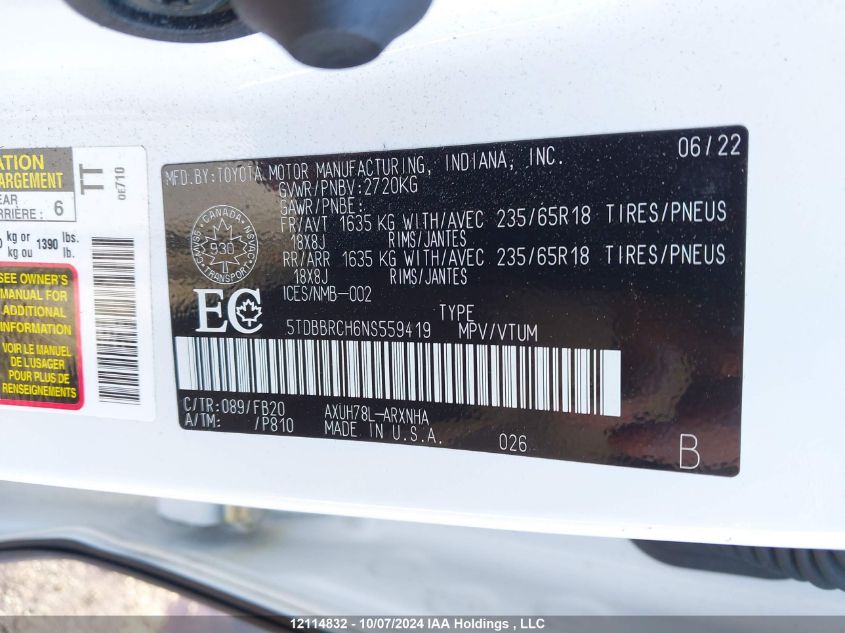 ATION
ARGEMENT
EAR
RRIÈRE : 6
kg or 1390 lbs.
kg ou lb.
TT
0E710
SEE OWNER'S
MANUAL FOR
ADDITIONAL
INFORMATION
VOIR LE MANUEL
DE L'USAGER
POUR PLUS DE
RENSEIGNEMENTS
06/22
MFD.BY:TOYOTA MOTOR MANUFACTURING, INDIANA, INC.
GVWR/PNBV:2720KG
GAWR/PNBE:
FR/AVT 1635 KG WITH/AVEC 235/65R18 TIRES/PNEUS
18X8J RIMS/JANTES
RR/ARR 1635 KG WITH/AVEC 235/65R18 TIRES/PNEUS
18X8J RIMS/JANTES
ICES/NMB-002
CANADA
930
TRANSPORT
EC
TYPE
5TDBBRCH6NS559419 MPV/VTUM
C/TR:089/FB20 AXUH78L-ARXNHA
A/TM: /P810 MADE IN U.S.A.
026
B
12114832 - 10/07/2024 IAA Holdings , LLC